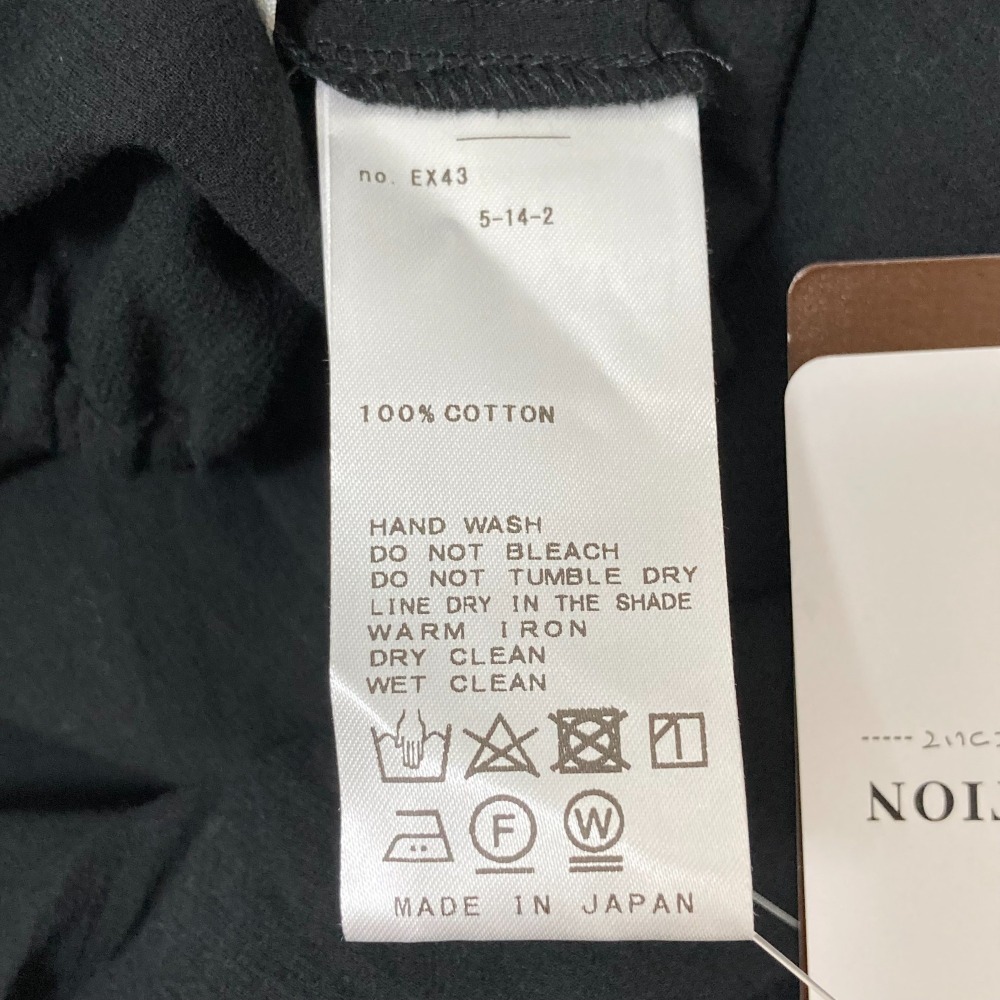 no. EX43
5-14-2
100% COTTON
HAND WASH
DO NOT BLEACH
DO NOT TUMBLE DRY
LINE DRY IN THE SHADE
WARM IRON
DRY CLEAN
WET CLEAN
F
W
MADE IN JAPAN